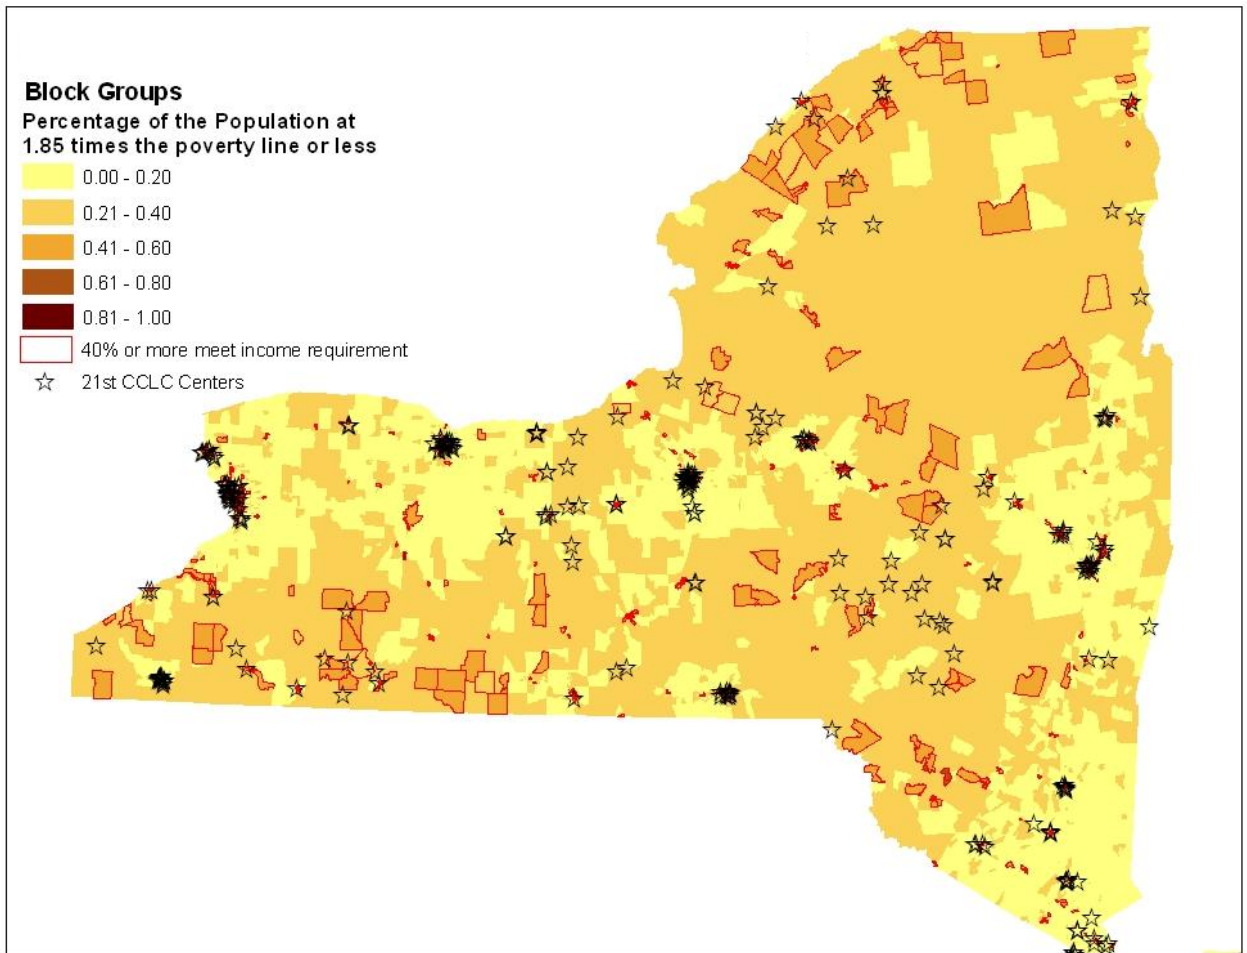 Block Groups
Percentage of the Population at
1.85 times the poverty line or less
0.00 - 0.20
0.21 - 0.40
0.41 - 0.60
0.61 - 0.80
0.81 - 1.00
40% or more meet income requirement
21st CCLC Centers